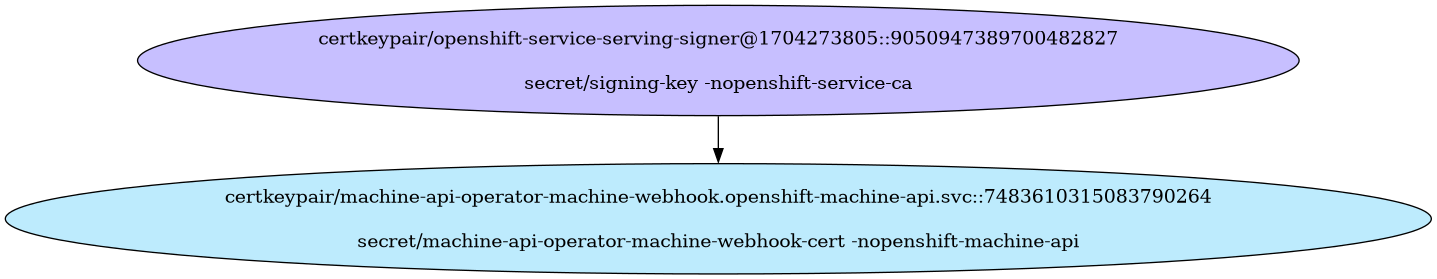 certkeypair/openshift-service-serving-signer@1704273805::9050947389700482827
secret/signing-key -nopenshift-service-ca
certkeypair/machine-api-operator-machine-webhook.openshift-machine-api.svc::7483610315083790264
secret/machine-api-operator-machine-webhook-cert -nopenshift-machine-api